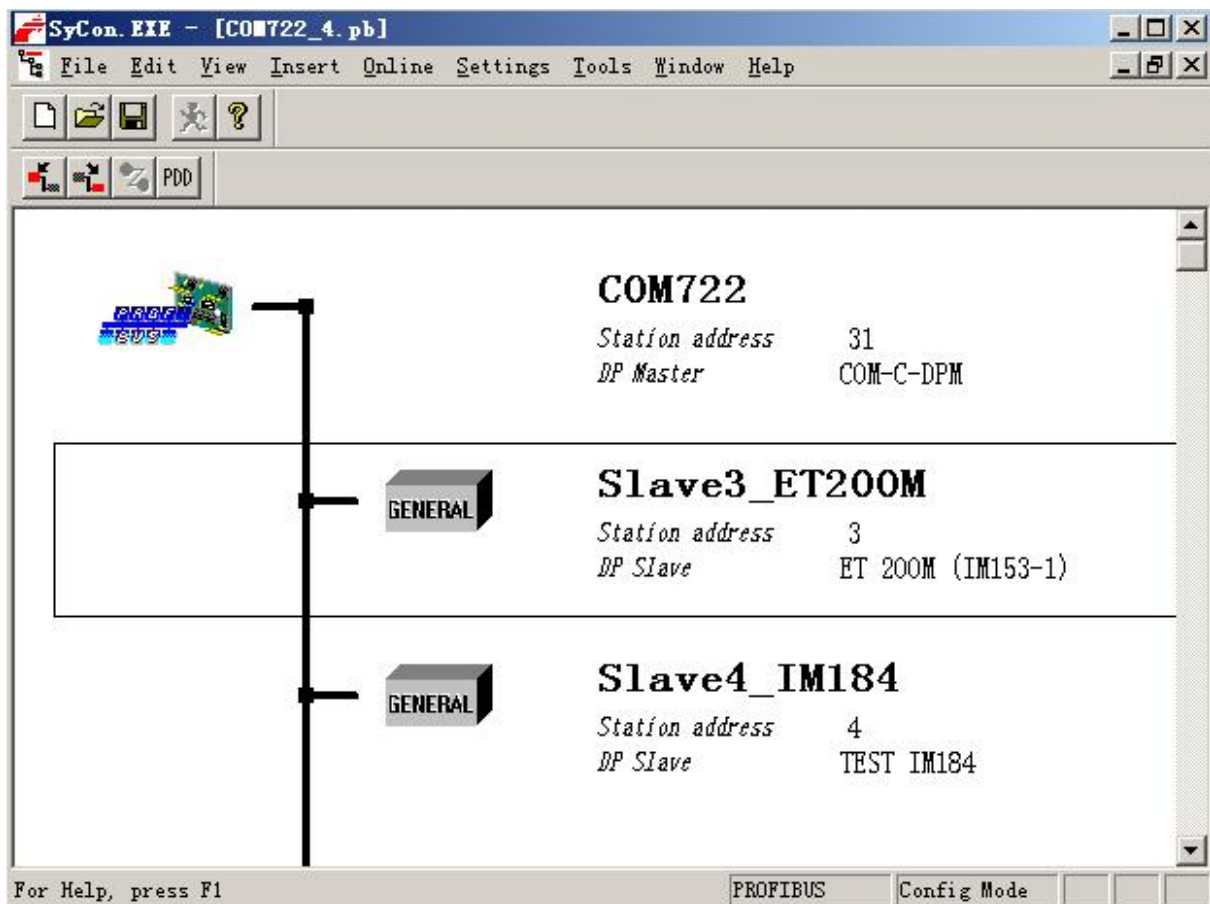 SyCon.EXE - [COM722_4.pb]
File Edit View Insert Online Settings Tools Window Help
PDD
COM722
Station address 31
DP Master COM-C-DPM
GENERAL
Slave3_ET200M
Station address 3
DP Slave ET 200M (IM153-1)
GENERAL
Slave4_IM184
Station address 4
DP Slave TEST IM184
For Help, press F1 PROFIBUS Config Mode